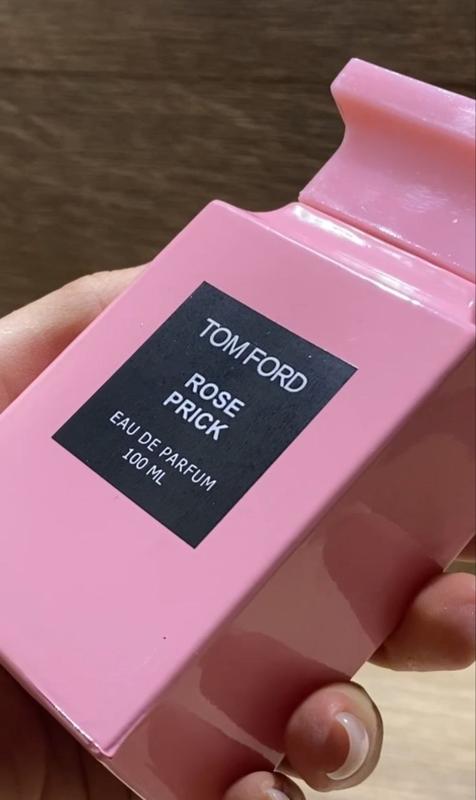 TOM FORD
ROSE
PRICK
EAU DE PARFUM
100 ML